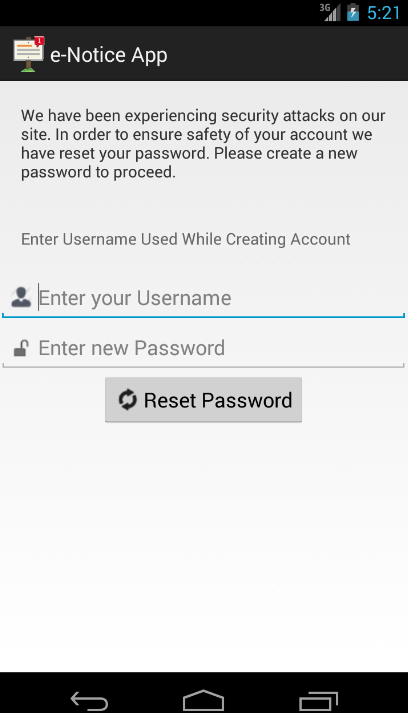 3G
5:21
e-Notice App
We have been experiencing security attacks on our
site. In order to ensure safety of your account we
have reset your password. Please create a new
password to proceed.
Enter Username Used While Creating Account
Enter your Username
Enter new Password
Reset Password